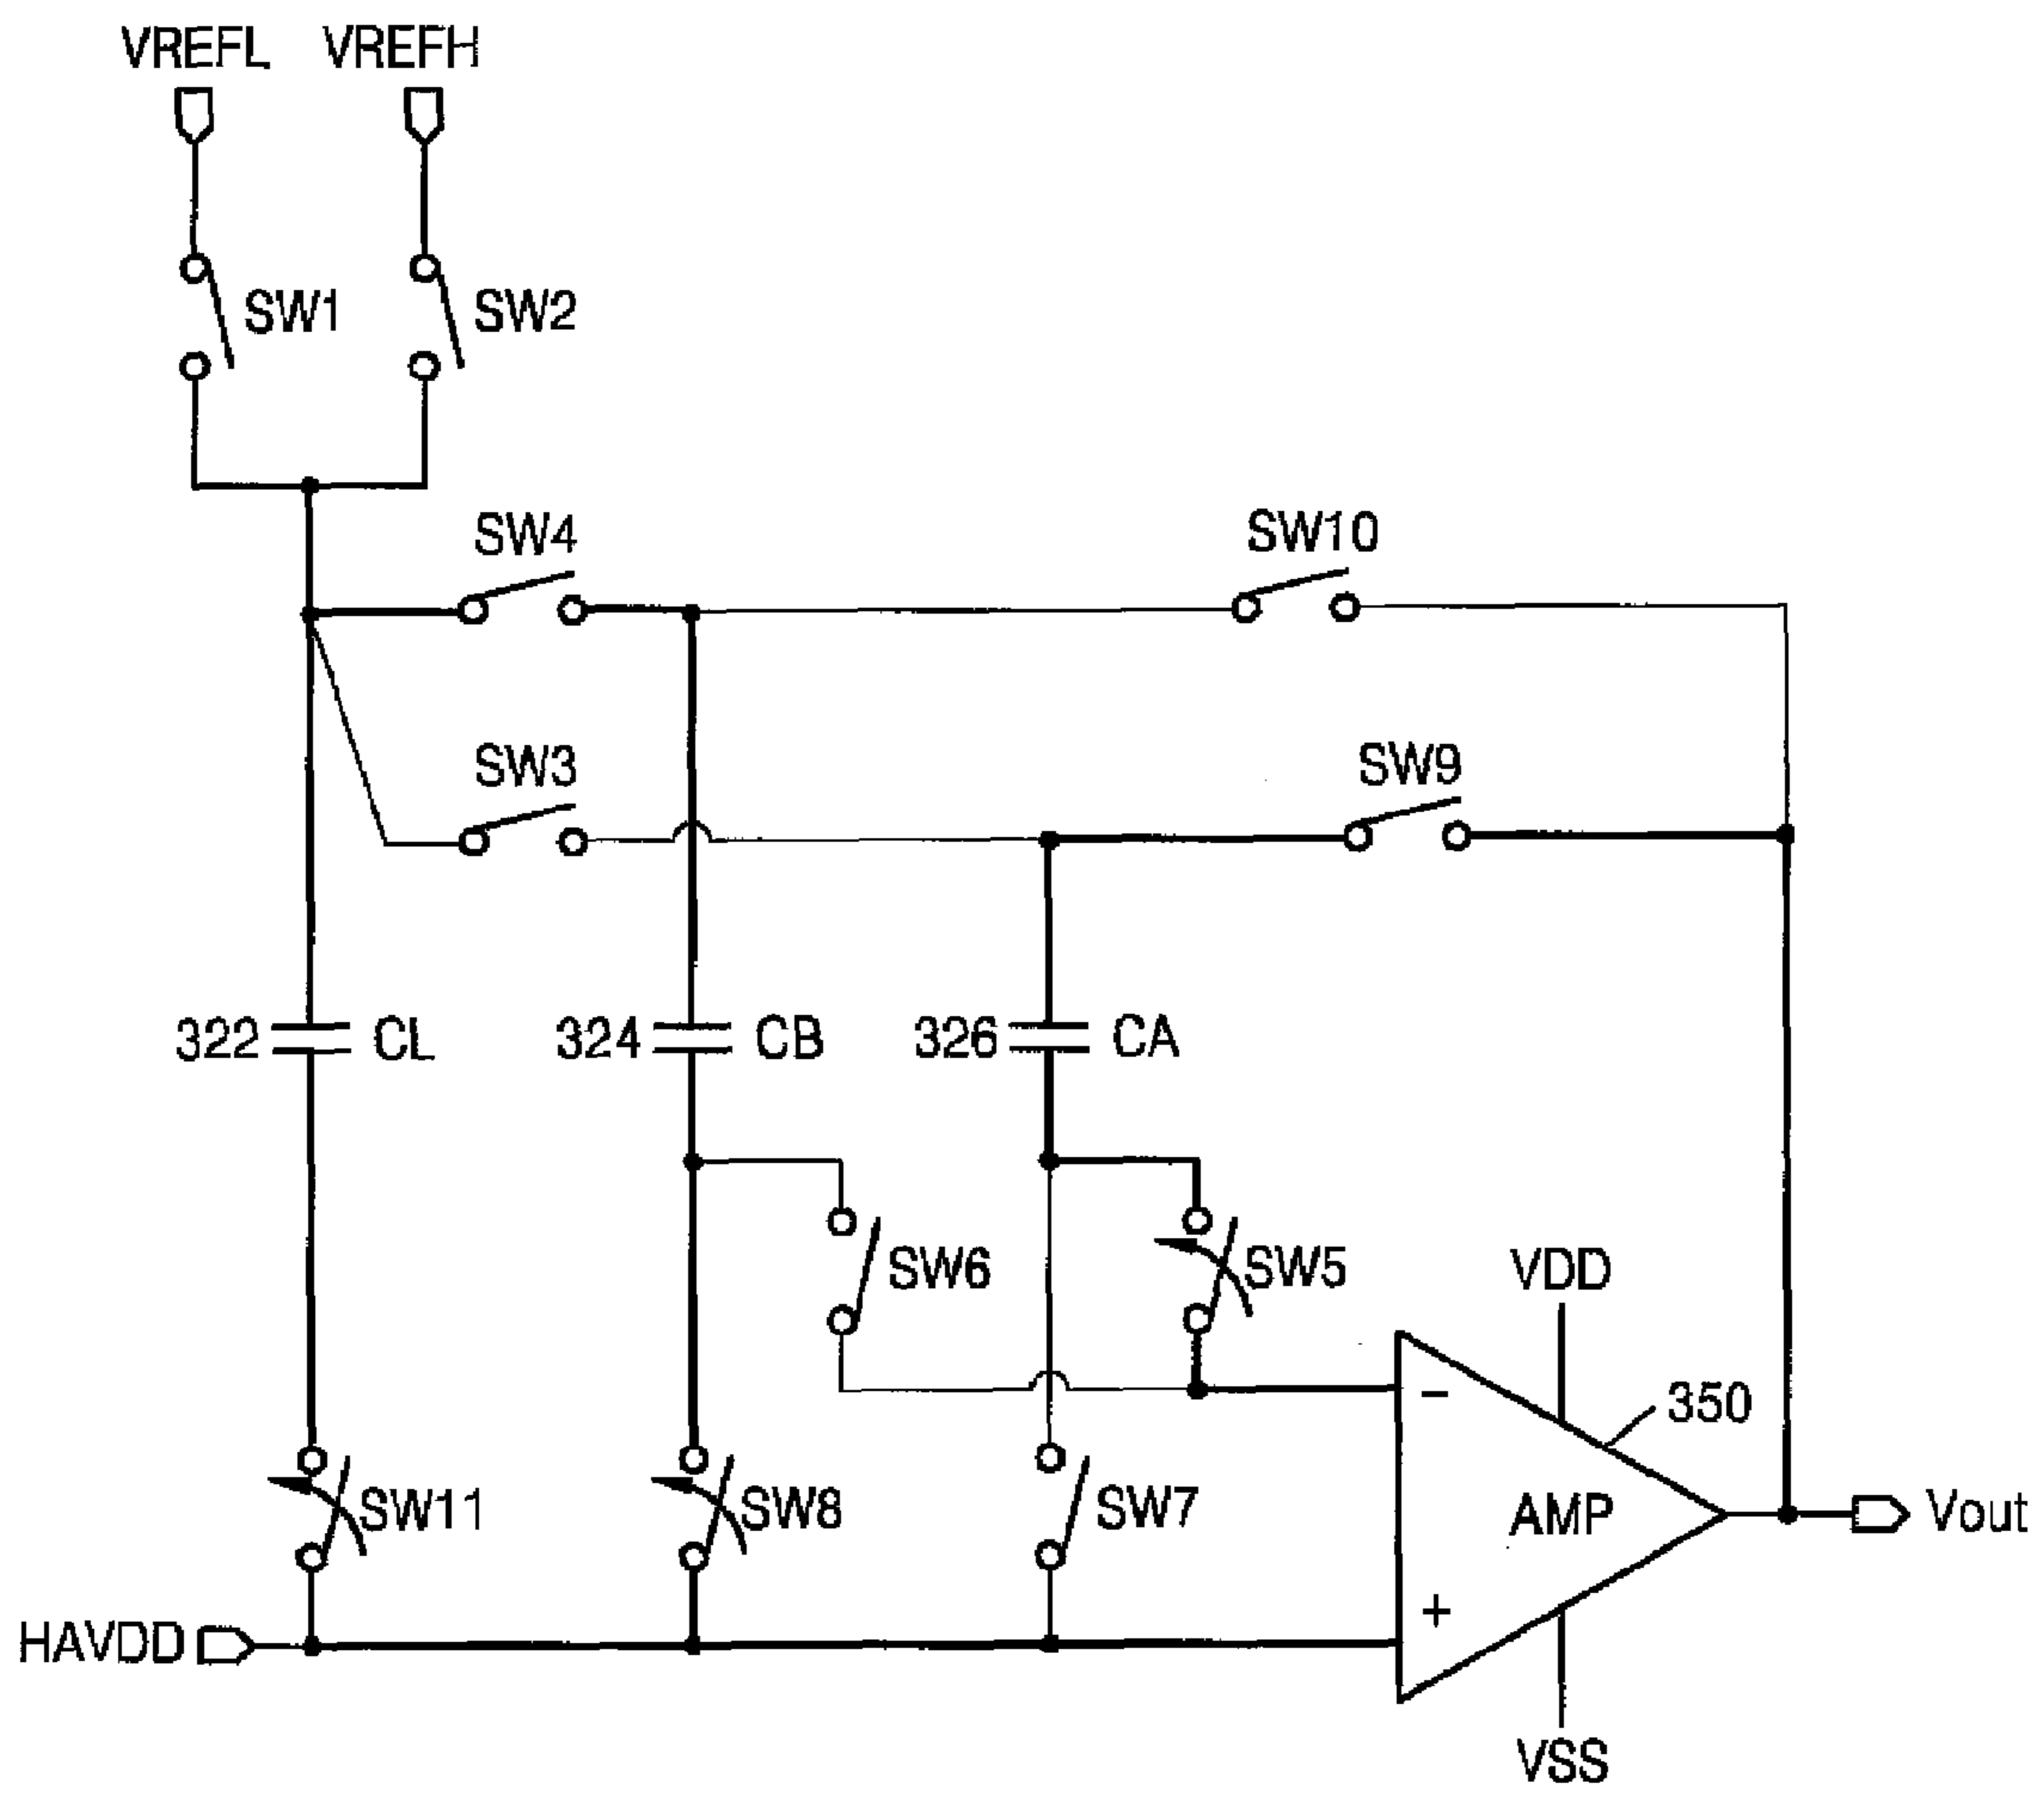 VREFL VREFH
SW1 SW2
SW4 SW10
SW3 SW9
322 CL 324 CB 326 CA
SW6 SW5 VDD
350
SW11 SW8 SW7 AMP Vout
-
+
HAVDD
VSS